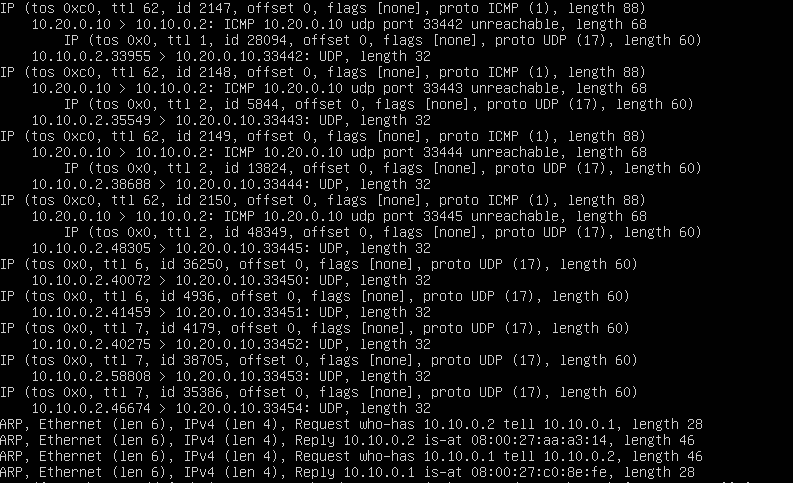 IP (tos 0xc0, ttl 62, id 2147, offset 0, flags [none], proto ICMP (1), length 88)
10.20.0.10 > 10.10.0.2: ICMP 10.20.0.10 udp port 33442 unreachable, length 68
IP (tos 0x0, ttl 1, id 28094, offset 0, flags [none], proto UDP (17), length 60)
10.10.0.2.33955 > 10.20.0.10.33442: UDP, length 32
IP (tos 0xc0, ttl 62, id 2148, offset 0, flags [none], proto ICMP (1), length 88)
10.20.0.10 > 10.10.0.2: ICMP 10.20.0.10 udp port 33443 unreachable, length 68
IP (tos 0x0, ttl 2, id 5844, offset 0, flags [none], proto UDP (17), length 60)
10.10.0.2.35549 > 10.20.0.10.33443: UDP, length 32
IP (tos 0xc0, ttl 62, id 2149, offset 0, flags [none], proto ICMP (1), length 88)
10.20.0.10 > 10.10.0.2: ICMP 10.20.0.10 udp port 33444 unreachable, length 68
IP (tos 0x0, ttl 2, id 13824, offset 0, flags [none], proto UDP (17), length 60)
10.10.0.2.38688 > 10.20.0.10.33444: UDP, length 32
IP (tos 0xc0, ttl 62, id 2150, offset 0, flags [none], proto ICMP (1), length 88)
10.20.0.10 > 10.10.0.2: ICMP 10.20.0.10 udp port 33445 unreachable, length 68
IP (tos 0x0, ttl 2, id 48349, offset 0, flags [none], proto UDP (17), length 60)
10.10.0.2.48305 > 10.20.0.10.33445: UDP, length 32
IP (tos 0x0, ttl 6, id 36250, offset 0, flags [none], proto UDP (17), length 60)
10.10.0.2.40072 > 10.20.0.10.33450: UDP, length 32
IP (tos 0x0, ttl 6, id 4936, offset 0, flags [none], proto UDP (17), length 60)
10.10.0.2.41459 > 10.20.0.10.33451: UDP, length 32
IP (tos 0x0, ttl 7, id 4179, offset 0, flags [none], proto UDP (17), length 60)
10.10.0.2.40275 > 10.20.0.10.33452: UDP, length 32
IP (tos 0x0, ttl 7, id 38705, offset 0, flags [none], proto UDP (17), length 60)
10.10.0.2.58808 > 10.20.0.10.33453: UDP, length 32
IP (tos 0x0, ttl 7, id 35386, offset 0, flags [none], proto UDP (17), length 60)
10.10.0.2.46674 > 10.20.0.10.33454: UDP, length 32
ARP, Ethernet (len 6), IPv4 (len 4), Request who-has 10.10.0.2 tell 10.10.0.1, length 28
ARP, Ethernet (len 6), IPv4 (len 4), Reply 10.10.0.2 is-at 08:00:27:aa:a3:14, length 46
ARP, Ethernet (len 6), IPv4 (len 4), Request who-has 10.10.0.1 tell 10.10.0.2, length 46
ARP, Ethernet (len 6), IPv4 (len 4), Reply 10.10.0.1 is-at 08:00:27:c0:8e:fe, length 28